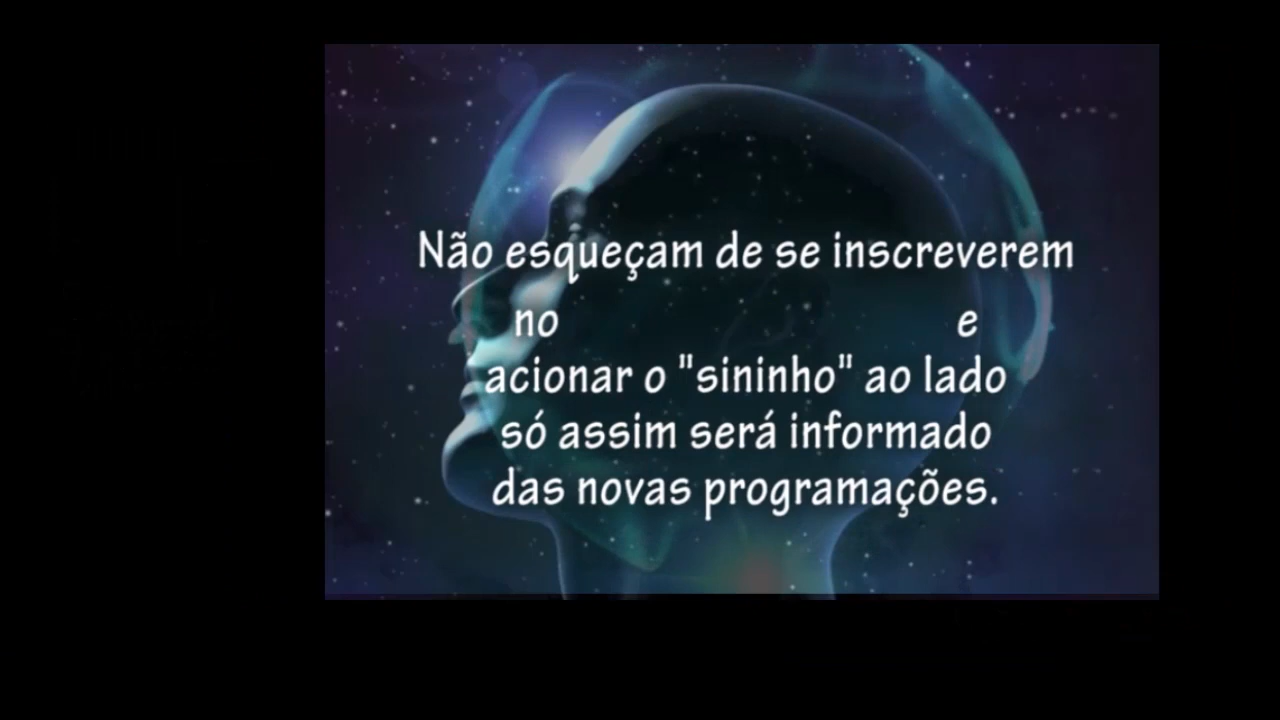 Não esqueçam de se inscreverem
no e
acionar o "sininho" ao lado
só assim será informado
das novas programações.